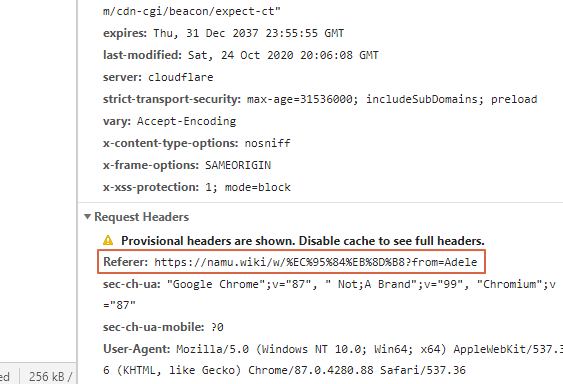 m/cdn-cgi/beacon/expect-ct"
expires: Thu, 31 Dec 2037 23:55:55 GMT
last-modified: Sat, 24 Oct 2020 20:06:08 GMT
server: cloudflare
strict-transport-security: max-age=31536000; includeSubDomains; preload
vary: Accept-Encoding
x-content-type-options: nosniff
x-frame-options: SAMEORIGIN
x-xss-protection: 1; mode=block
Request Headers
Provisional headers are shown. Disable cache to see full headers.
Referer: https://namu.wiki/w/%EC%95%84%EB%8D%B8?from=Adele
sec-ch-ua: "Google Chrome";v="87", " Not;A Brand";v="99", "Chromium";v
="87"
sec-ch-ua-mobile: ?0
User-Agent: Mozilla/5.0 (Windows NT 10.0; Win64; x64) AppleWebKit/537.3
6 (KHTML, like Gecko) Chrome/87.0.4280.88 Safari/537.36
ed 256 kB /